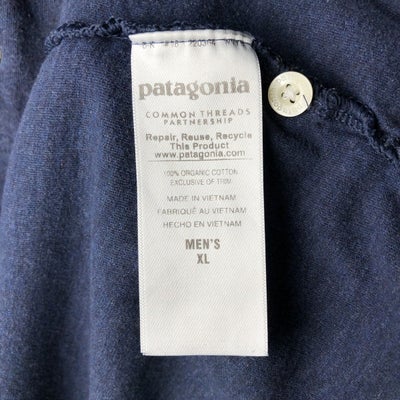 patagonia
COMMON THREADS
PARTNERSHIP
Repair, Reuse, Recycle
This Product
www.patagonia.com
100% ORGANIC COTTON
EXCLUSIVE OF TRIM
MADE IN VIETNAM
FABRIQUÉ AU VIETNAM
HECHO EN VIETNAM
MEN'S
XL